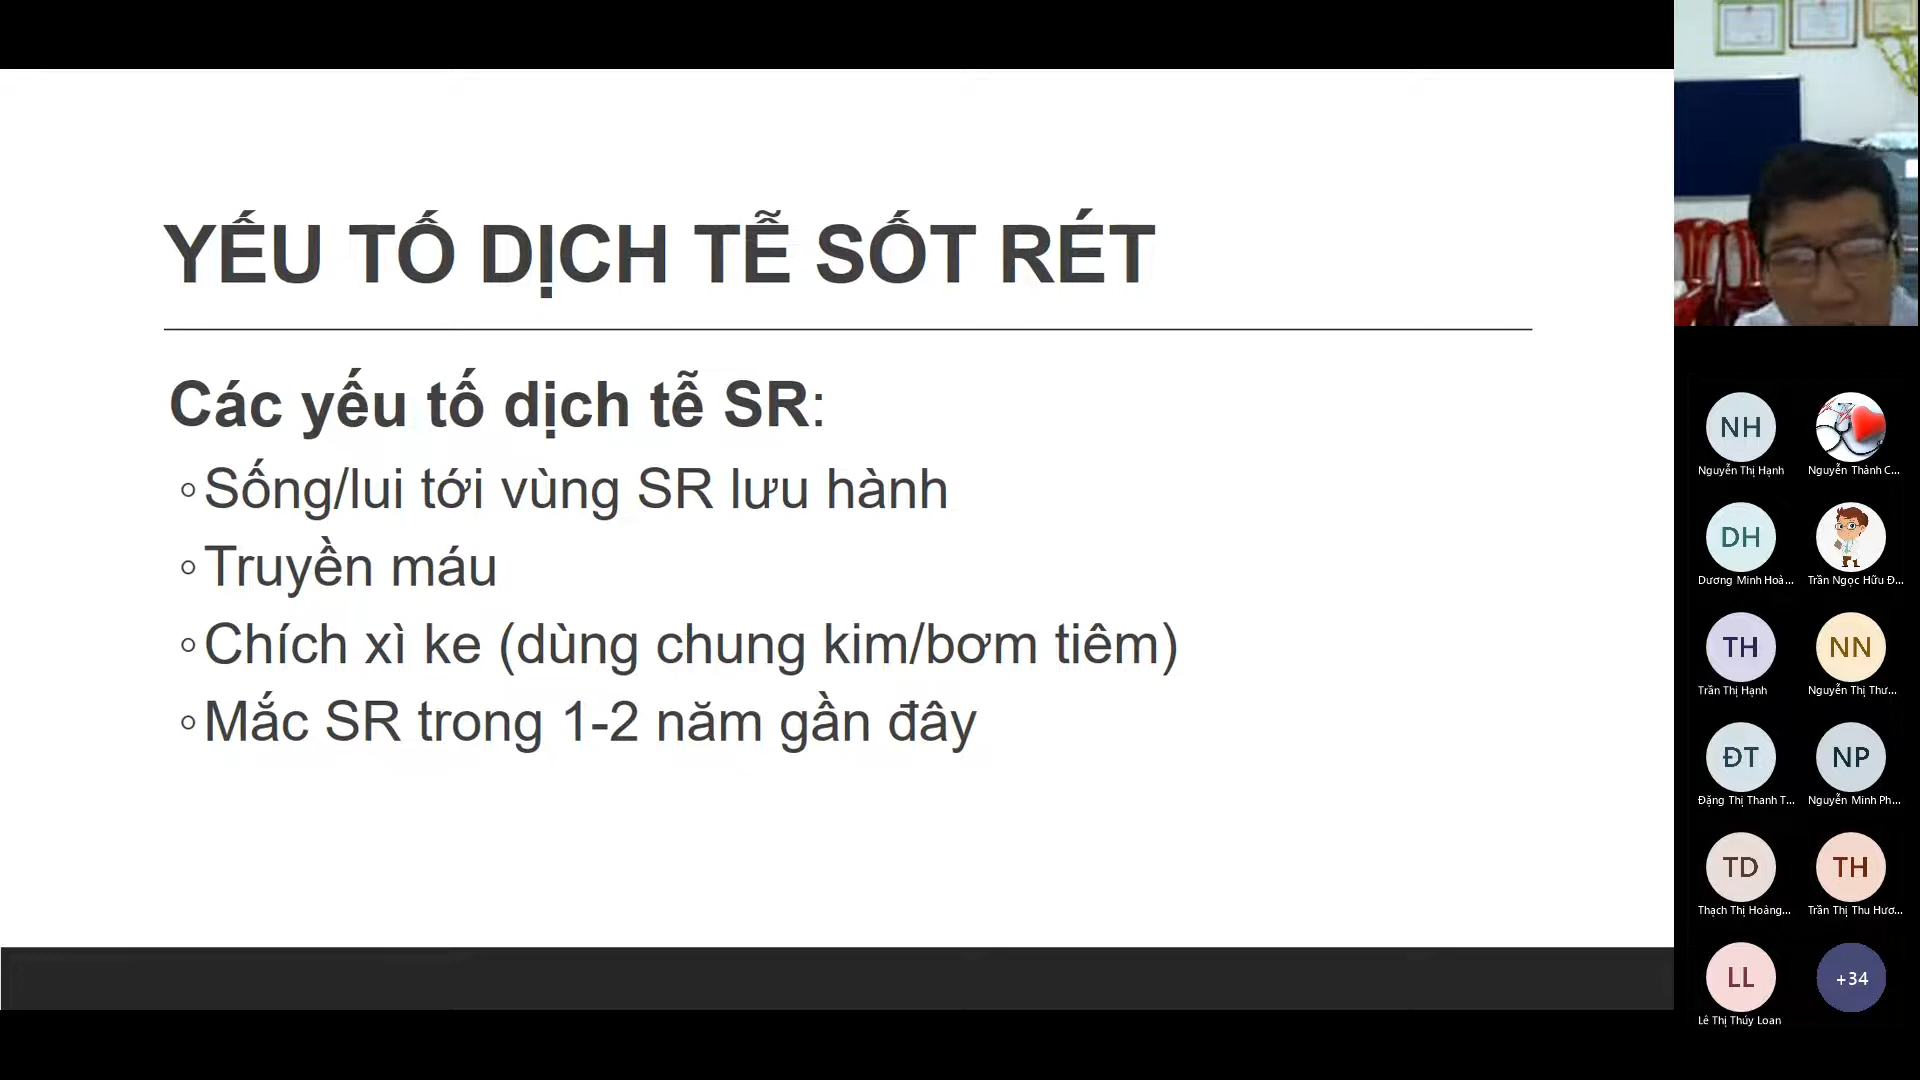 YẾU TỐ DỊCH TỄ SỐT RÉT
Các yếu tố dịch tễ SR:
◦Sống/lui tới vùng SR lưu hành
◦Truyền máu
◦Chích xì ke (dùng chung kim/bơm tiêm)
◦Mắc SR trong 1-2 năm gần đây
NH
Nguyễn Thị Hạnh
Nguyễn Thành C...
DH
Dương Minh Hoà...
Trần Ngọc Hữu Đ...
TH
Trần Thị Hạnh
NN
Nguyễn Thị Thư...
ĐT
Đặng Thị Thanh T...
NP
Nguyễn Minh Ph...
TD
Thạch Thị Hoàng...
TH
Trần Thị Thu Hươ...
LL
Lê Thị Thúy Loan
+34